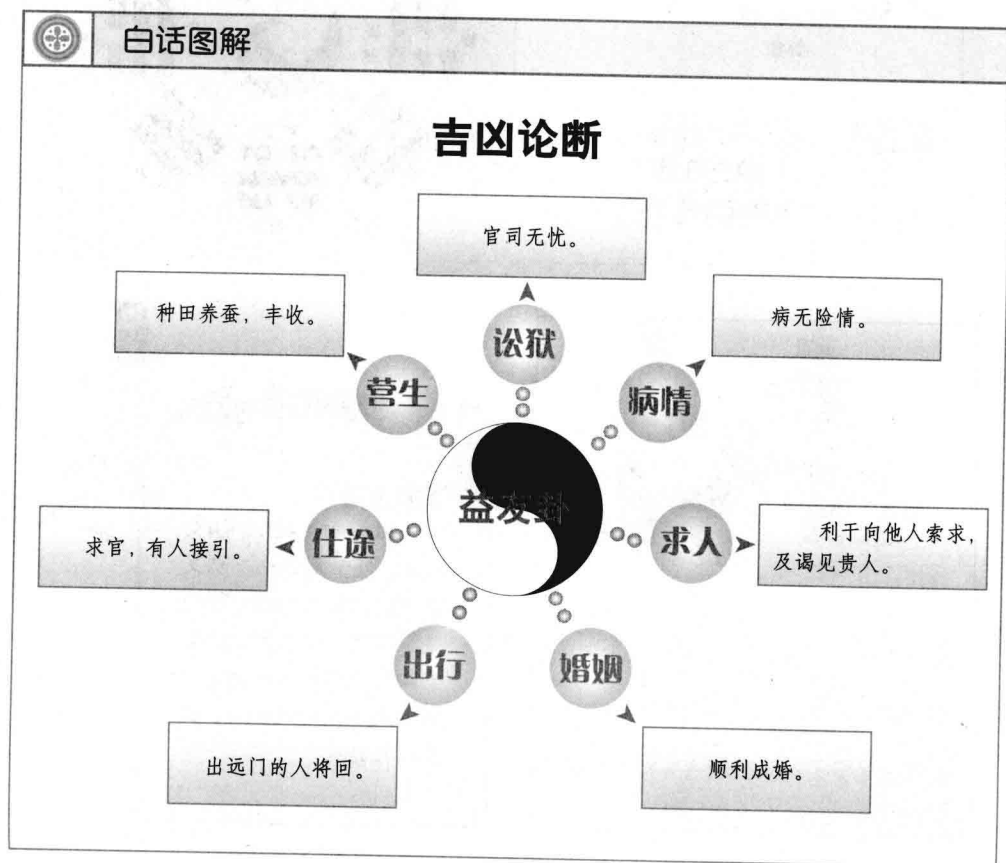 白话图解
吉凶论断
官司无忧。
种田养蚕，丰收。
病无险情。
讼狱
营生
病情
益友卦
求官，有人接引。
仕途
求人
利于向他人索求，
及谒见贵人。
出行
婚姻
出远门的人将回。
顺利成婚。